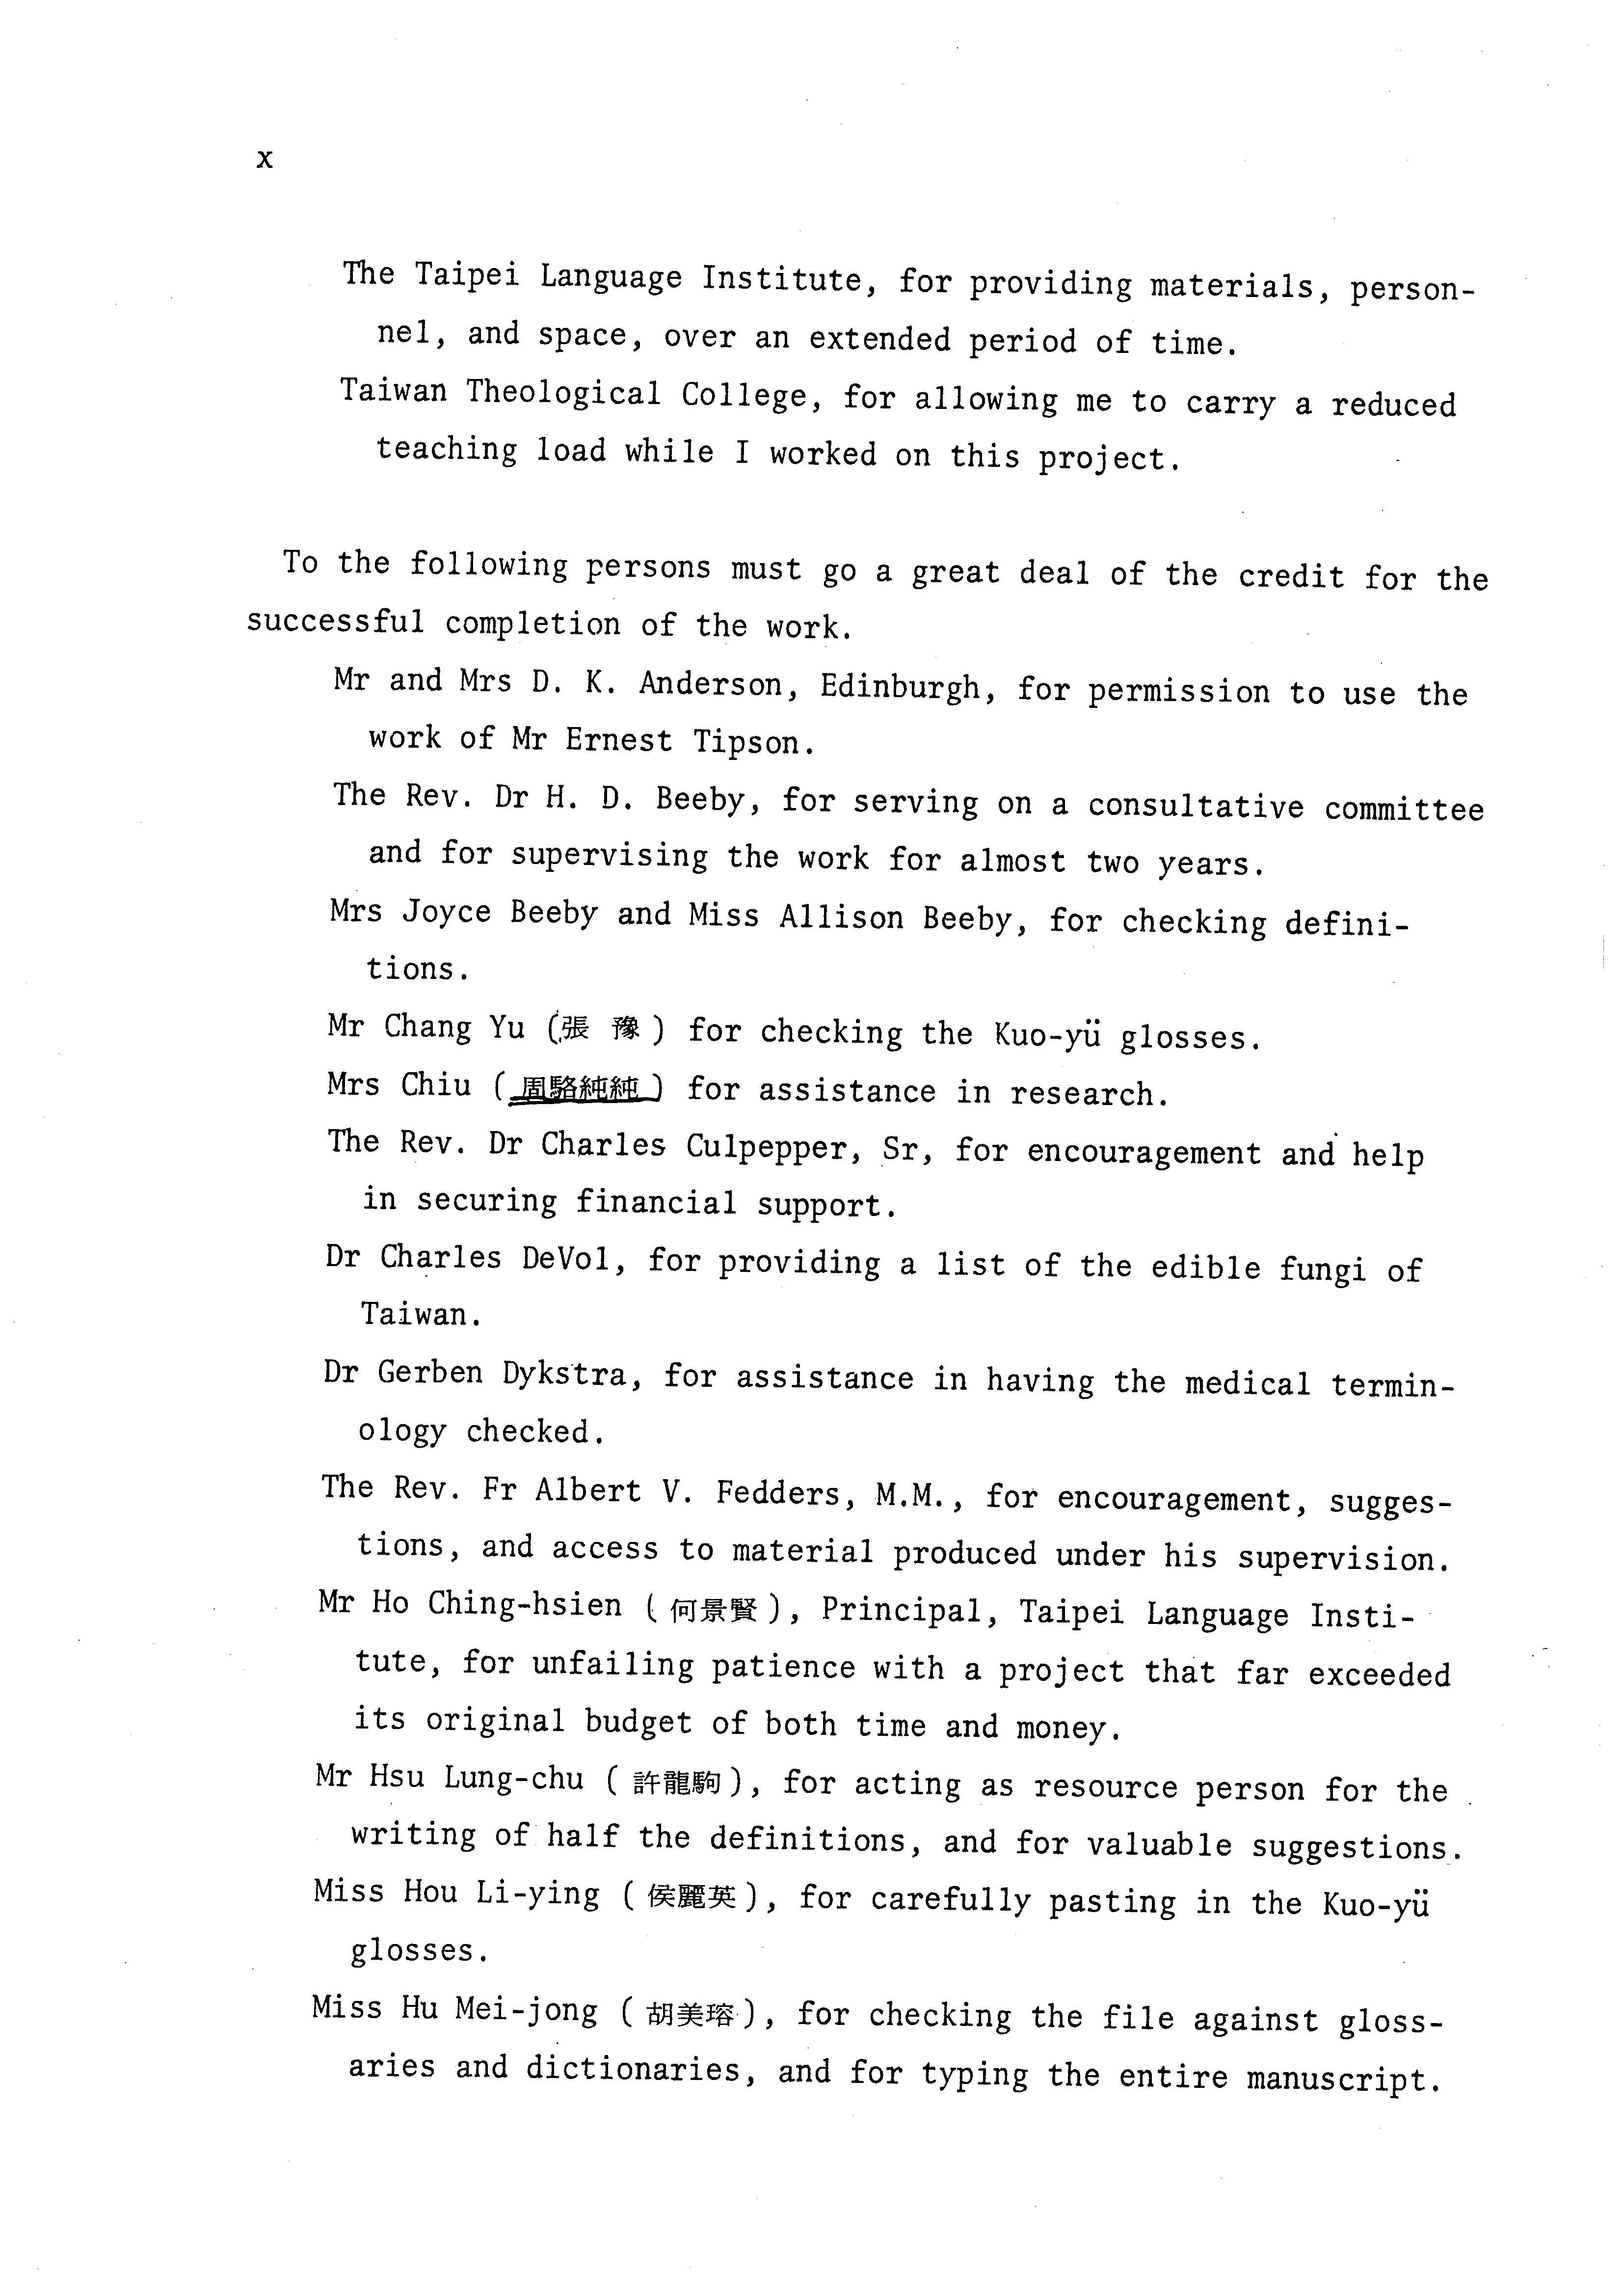 x
The Taipei Language Institute, for providing materials, person-
nel, and space, over an extended period of time.
Taiwan Theological College, for allowing me to carry a reduced
teaching load while I worked on this project.
To the following persons must go a great deal of the credit for the
successful completion of the work.
Mr and Mrs D. K. Anderson, Edinburgh, for permission to use the
work of Mr Ernest Tipson.
The Rev. Dr H. D. Beeby, for serving on a consultative committee
and for supervising the work for almost two years.
Mrs Joyce Beeby and Miss Allison Beeby, for checking defini-
tions.
Mr Chang Yu (張 豫) for checking the Kuo-yü glosses.
Mrs Chiu (周駱純純) for assistance in research.
The Rev. Dr Charles Culpepper, Sr, for encouragement and help
in securing financial support.
Dr Charles DeVol, for providing a list of the edible fungi of
Taiwan.
Dr Gerben Dykstra, for assistance in having the medical termin-
ology checked.
The Rev. Fr Albert V. Fedders, M.M., for encouragement, sugges-
tions, and access to material produced under his supervision.
Mr Ho Ching-hsien (何景賢), Principal, Taipei Language Insti-
tute, for unfailing patience with a project that far exceeded
its original budget of both time and money.
Mr Hsu Lung-chu (許龍駒), for acting as resource person for the
writing of half the definitions, and for valuable suggestions.
Miss Hou Li-ying (侯麗英), for carefully pasting in the Kuo-yü
glosses.
Miss Hu Mei-jong (胡美瑢), for checking the file against gloss-
aries and dictionaries, and for typing the entire manuscript.